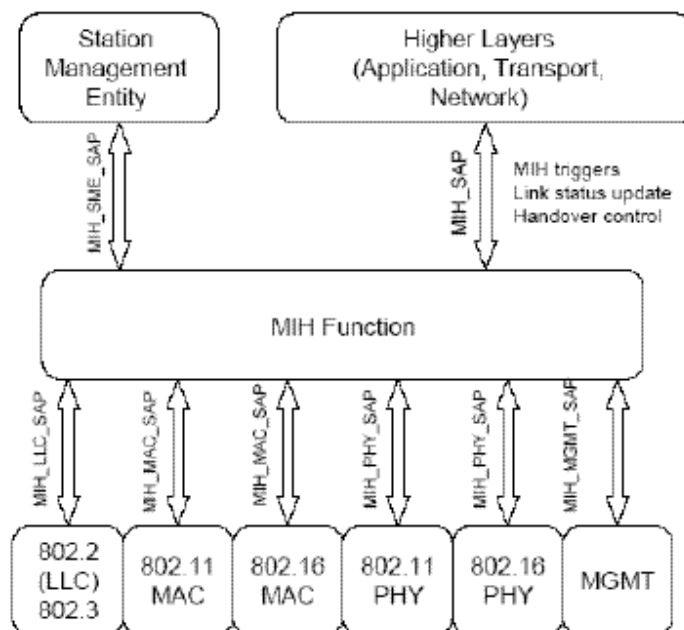 Station
Management
Entity
Higher Layers
(Application, Transport,
Network)
MIH_SME_SAP
MIH_SAP
MIH triggers
Link status update
Handover control
MIH Function
MIH_LLC_SAP
MIH_MAC_SAP
MIH_MAC_SAP
MIH_PHY_SAP
MIH_PHY_SAP
MIH_MGMT_SAP
802.2
(LLC)
802.3
802.11
MAC
802.16
MAC
802.11
PHY
802.16
PHY
MGMT